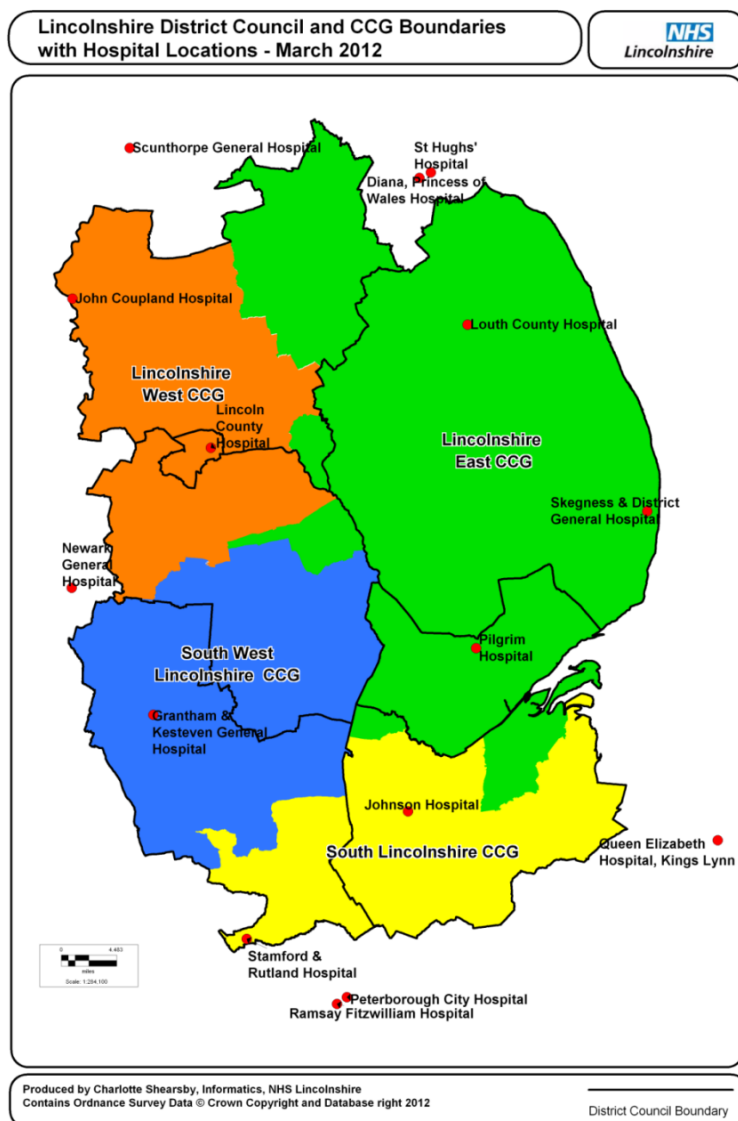 Lincolnshire District Council and CCG Boundaries
with Hospital Locations - March 2012
NHS
Lincolnshire
Scunthorpe General Hospital
St Hughs'
Hospital
Diana, Princess of
Wales Hospital
John Coupland Hospital
Louth County Hospital
Lincolnshire
West CCG
Lincoln
County
Hospital
Lincolnshire
East CCG
Skegness & District
General Hospital
Newark
General
Hospital
Pilgrim
Hospital
South West
Lincolnshire CCG
Grantham &
Kesteven General
Hospital
Johnson Hospital
South Lincolnshire CCG
Queen Elizabeth
Hospital, Kings Lynn
Stamford &
Rutland Hospital
0
miles
Peterborough City Hospital
Ramsay Fitzwilliam Hospital
Produced by Charlotte Shearsby, Informatics, NHS Lincolnshire
Contains Ordnance Survey Data © Crown Copyright and Database right 2012
District Council Boundary